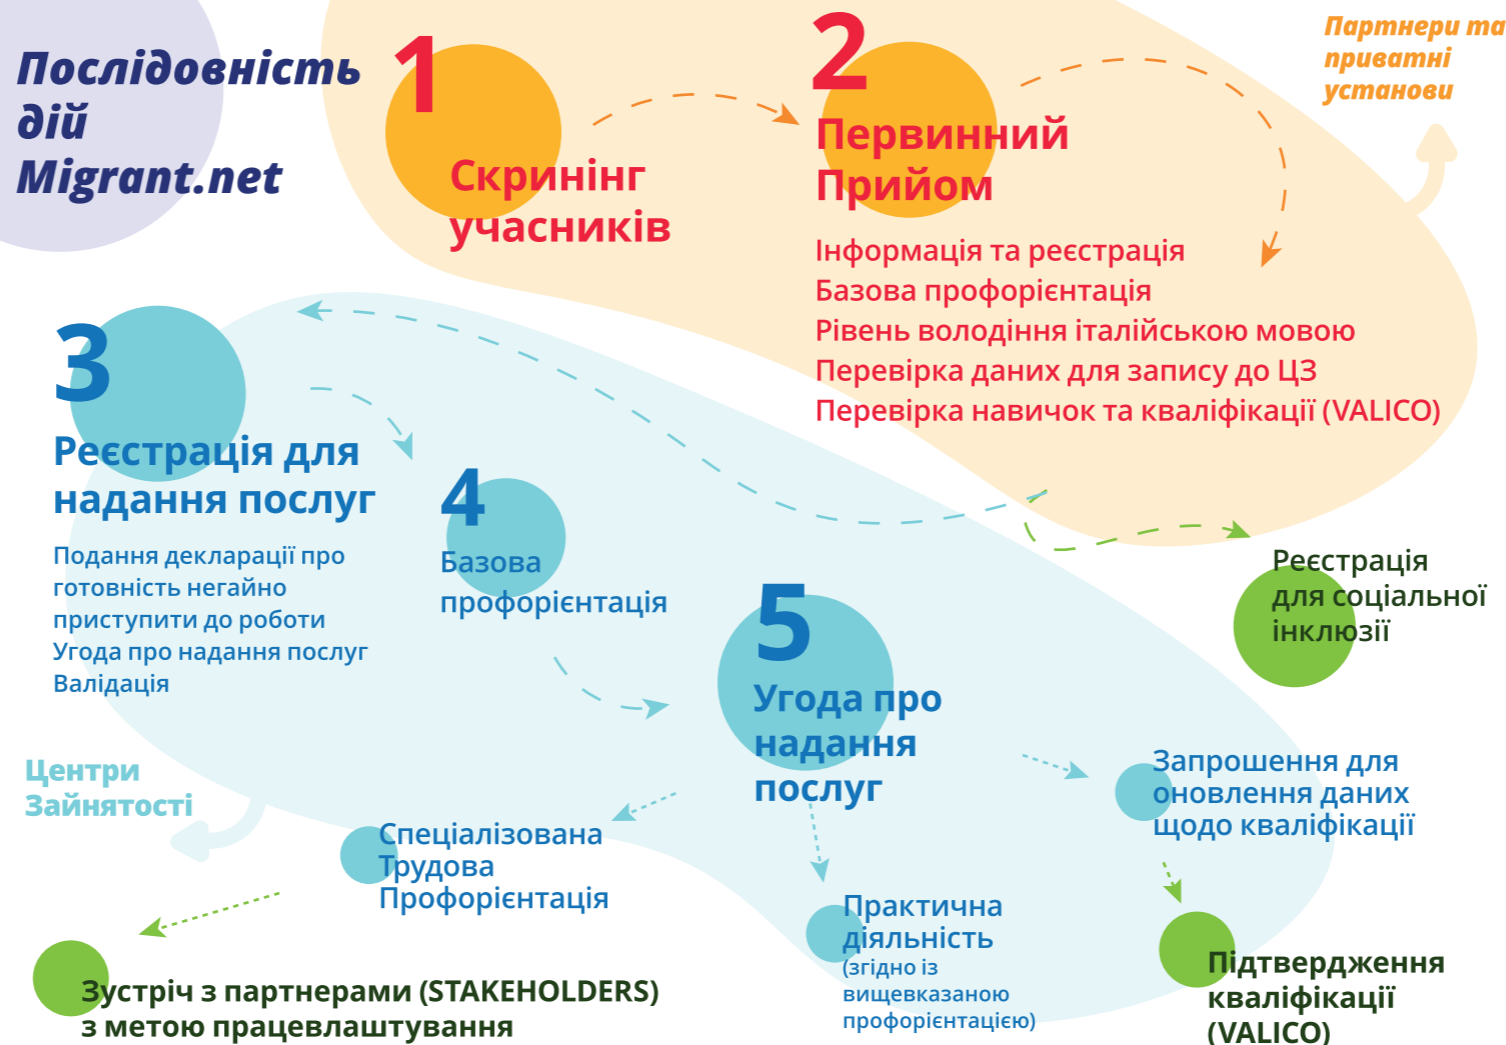 Послідовність
дій
Migrant.net
1
Скринінг
учасників
2
Первинний
Прийом
Інформація та реєстрація
Базова профорієнтація
Рівень володіння італійською мовою
Перевірка даних для запису до ЦЗ
Перевірка навичок та кваліфікації (VALICO)
Партнери та
приватні
установи
3
Реєстрація для
надання послуг
Подання декларації про
готовність негайно
приступити до роботи
Угода про надання послуг
Валідація
4
Базова
профорієнтація
5
Угода про
надання
послуг
Реєстрація
для соціальної
інклюзії
Центри
Зайнятості
Спеціалізована
Трудова
Профорієнтація
Запрошення для
оновлення даних
щодо кваліфікації
Практична
діяльність
(згідно із
вищевказаною
профорієнтацією)
Зустріч з партнерами (STAKEHOLDERS)
з метою працевлаштування
Підтвердження
кваліфікації
(VALICO)